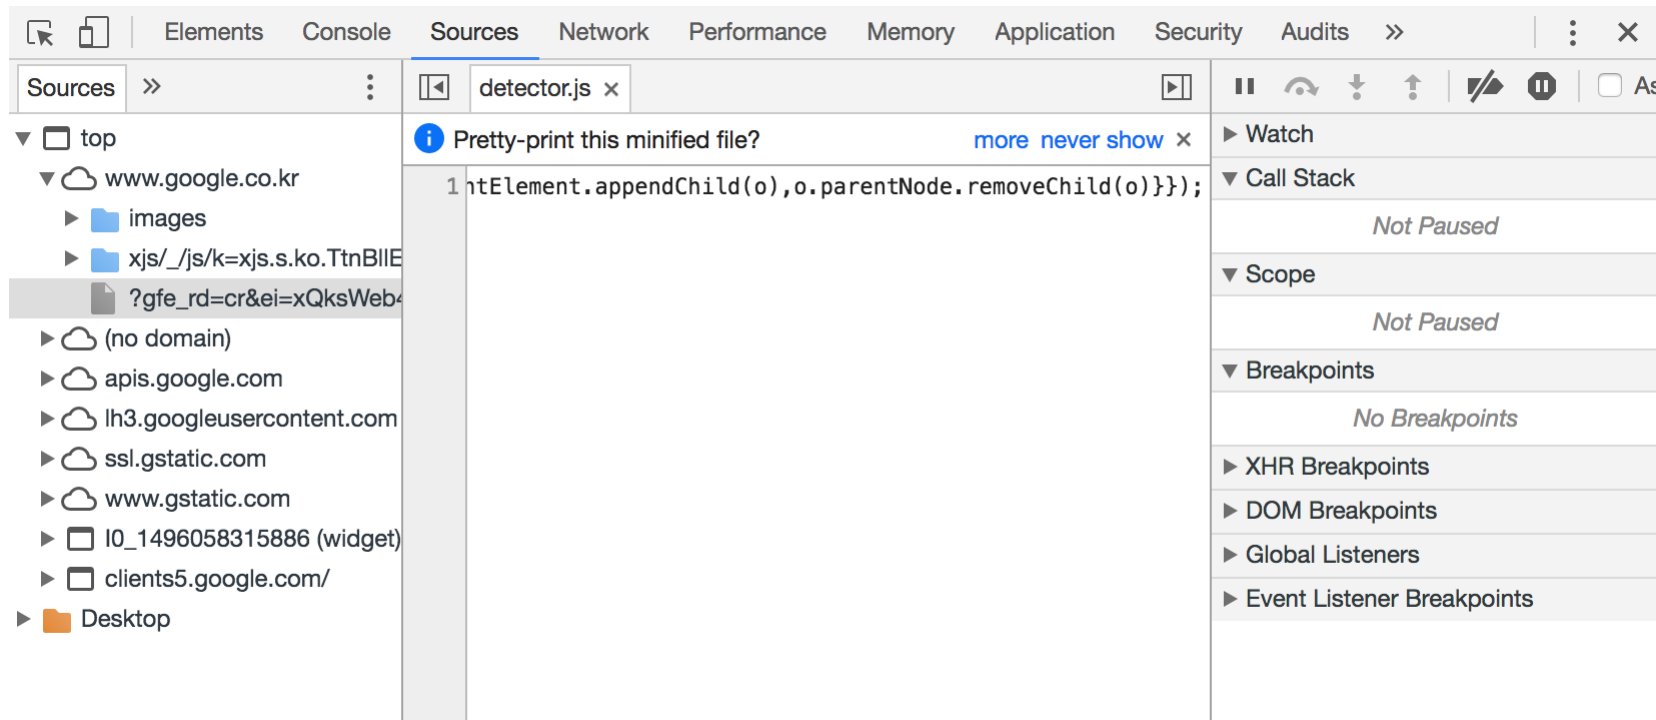 Elements Console Sources Network Performance Memory Application Security Audits »
Sources »
detector.js ×
As
Pretty-print this minified file? more never show ×
1 ntElement.appendChild(o),o.parentNode.removeChild(o)}});
top
www.google.co.kr
images
xjs/_/js/k=xjs.s.ko.TtnBllE
?gfe_rd=cr&ei=xQksWeb4
(no domain)
apis.google.com
lh3.googleusercontent.com
ssl.gstatic.com
www.gstatic.com
I0_1496058315886 (widget)
clients5.google.com/
Desktop
Watch
Call Stack
Not Paused
Scope
Not Paused
Breakpoints
No Breakpoints
XHR Breakpoints
DOM Breakpoints
Global Listeners
Event Listener Breakpoints